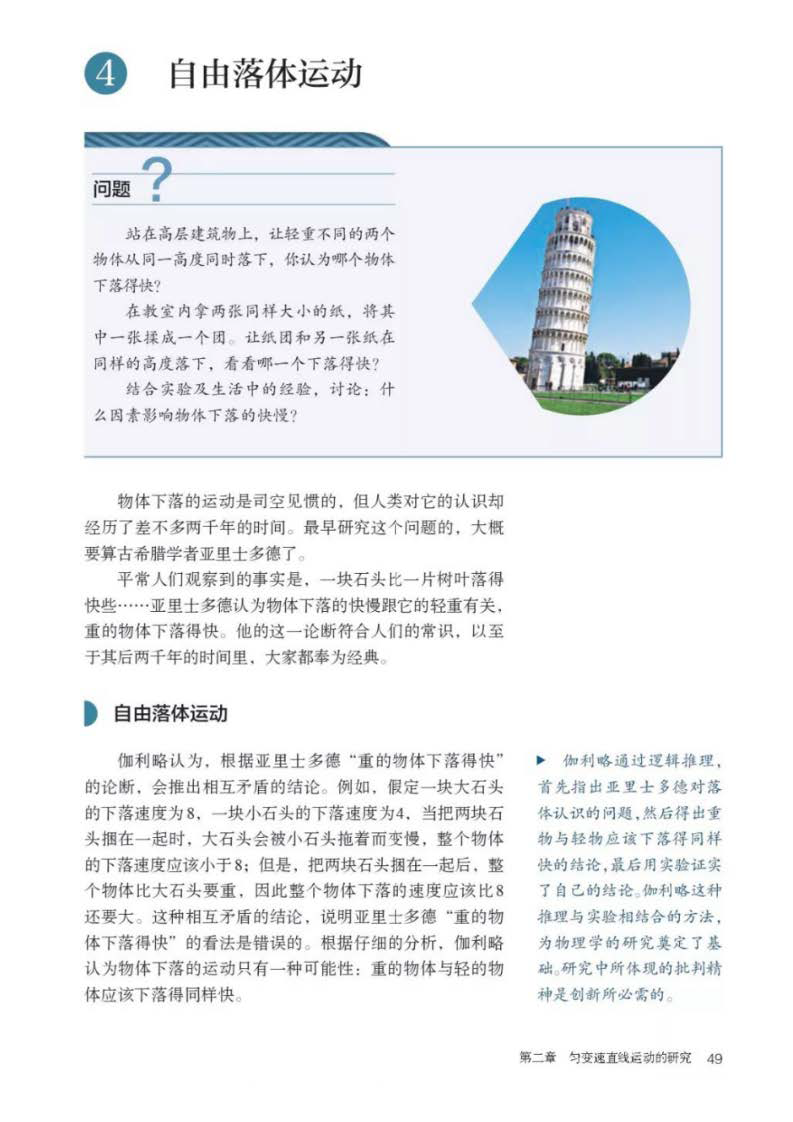 4 自由落体运动
问题?
站在高层建筑物上，让轻重不同的两个
物体从同一高度同时落下，你认为哪个物体
下落得快？
在教室内拿两张同样大小的纸，将其
中一张揉成一个团。让纸团和另一张纸在
同样的高度落下，看看哪一个下落得快？
结合实验及生活中的经验，讨论：什
么因素影响物体下落的快慢？
物体下落的运动是司空见惯的，但人类对它的认识却
经历了差不多两千年的时间。最早研究这个问题的，大概
要算古希腊学者亚里士多德了。
平常人们观察到的事实是，一块石头比一片树叶落得
快些……亚里士多德认为物体下落的快慢跟它的轻重有关，
重的物体下落得快。他的这一论断符合人们的常识，以至
于其后两千年的时间里，大家都奉为经典。
自由落体运动
伽利略认为，根据亚里士多德“重的物体下落得快”
的论断，会推出相互矛盾的结论。例如，假定一块大石头
的下落速度为8，一块小石头的下落速度为4，当把两块石
头捆在一起时，大石头会被小石头拖着而变慢，整个物体
的下落速度应该小于8；但是，把两块石头捆在一起后，整
个物体比大石头要重，因此整个物体下落的速度应该比8
还要大。这种相互矛盾的结论，说明亚里士多德“重的物
体下落得快”的看法是错误的。根据仔细的分析，伽利略
认为物体下落的运动只有一种可能性：重的物体与轻的物
体应该下落得同样快。
▶ 伽利略通过逻辑推理，
首先指出亚里士多德对落
体认识的问题，然后得出重
物与轻物应该下落得同样
快的结论，最后用实验证实
了自己的结论。伽利略这种
推理与实验相结合的方法，
为物理学的研究奠定了基
础。研究中所体现的批判精
神是创新所必需的。
第二章 匀变速直线运动的研究 49